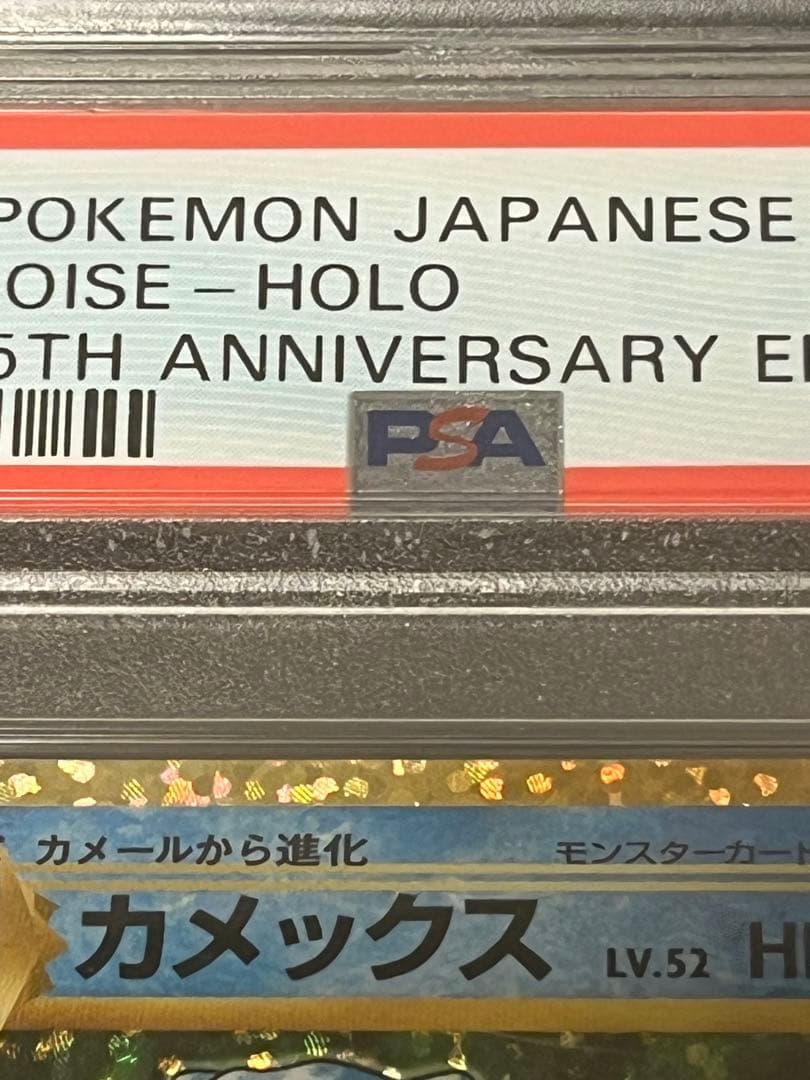 POKEMON JAPANESE
OISE – HOLO
5TH ANNIVERSARY
PSA
カメールから進化
モンスターカード
カメックス LV.52